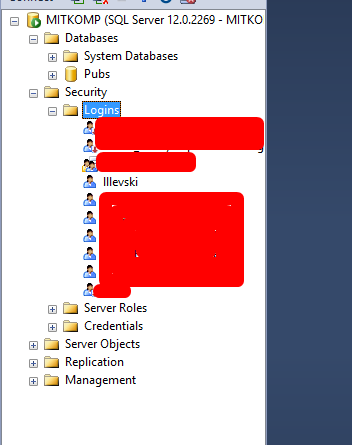 MITKOMP (SQL Server 12.0.2269 - MITKO
Databases
System Databases
Pubs
Security
Logins
Illevski
Server Roles
Credentials
Server Objects
Replication
Management